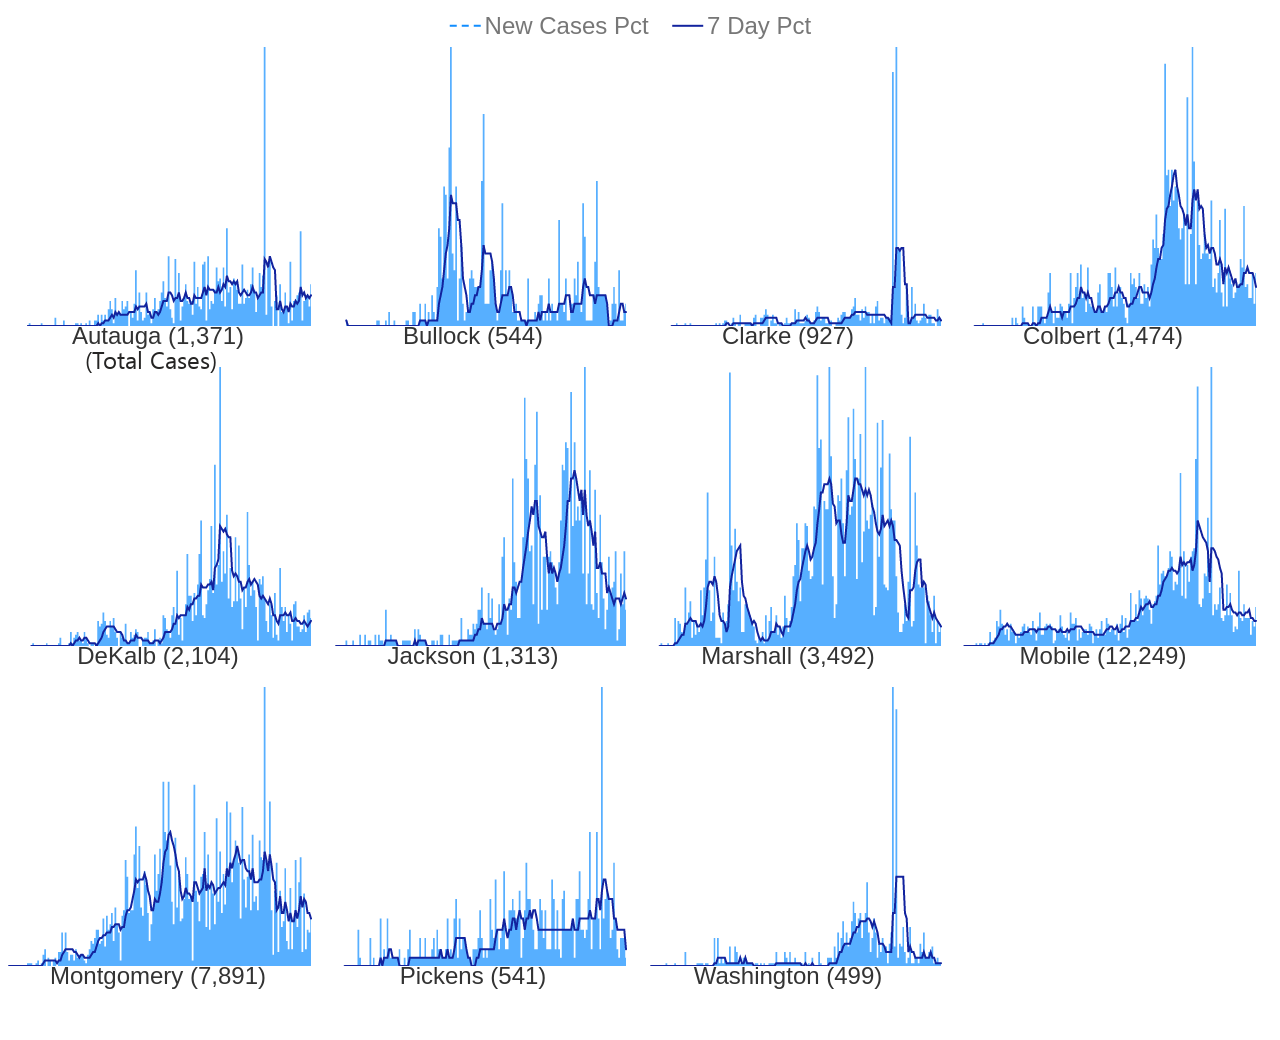 New Cases Pct 7 Day Pct
Autauga (1,371) Bullock (544) Clarke (927) Colbert (1,474)
(Total Cases)
DeKalb (2,104) Jackson (1,313) Marshall (3,492) Mobile (12,249)
Montgomery (7,891) Pickens (541) Washington (499)